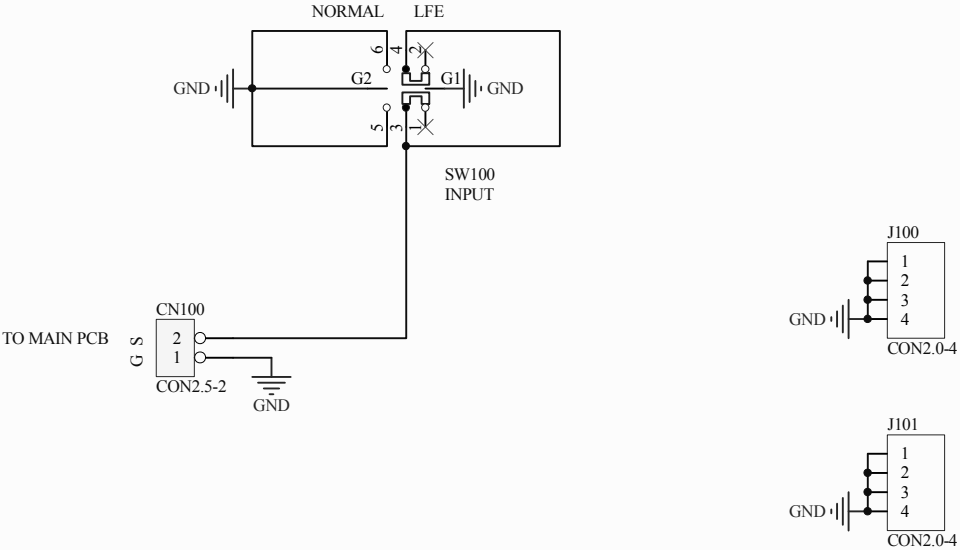 NORMAL LFE
6 4 2
GND G2 G1 GND
5 3 1
SW100
INPUT
J100
1
2
3
GND 4
CON2.0-4
CN100
TO MAIN PCB S 2
G 1
CON2.5-2
GND
J101
1
2
3
GND 4
CON2.0-4